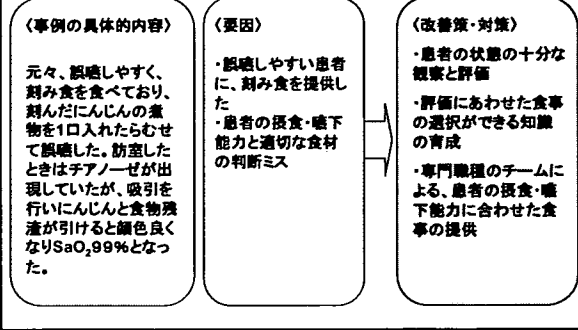 〈事例の具体的内容〉
元々、誤嚥しやすく、
刻み食を食べており、
刻んだにんじんの煮
物を1口入れたらむせ
て誤嚥した。訪室した
ときはチアノーゼが出
現していたが、吸引を
行いにんじんと食物残
渣が引けると顔色良く
なりSaO₂99%となっ
た。
〈要因〉
・誤嚥しやすい患者
に、刻み食を提供し
た
・患者の摂食・嚥下
能力と適切な食材
の判断ミス
〈改善策・対策〉
・患者の状態の十分な
観察と評価
・評価にあわせた食事
の選択ができる知識
の育成
・専門職種のチームに
よる、患者の摂食・嚥
下能力に合わせた食
事の提供